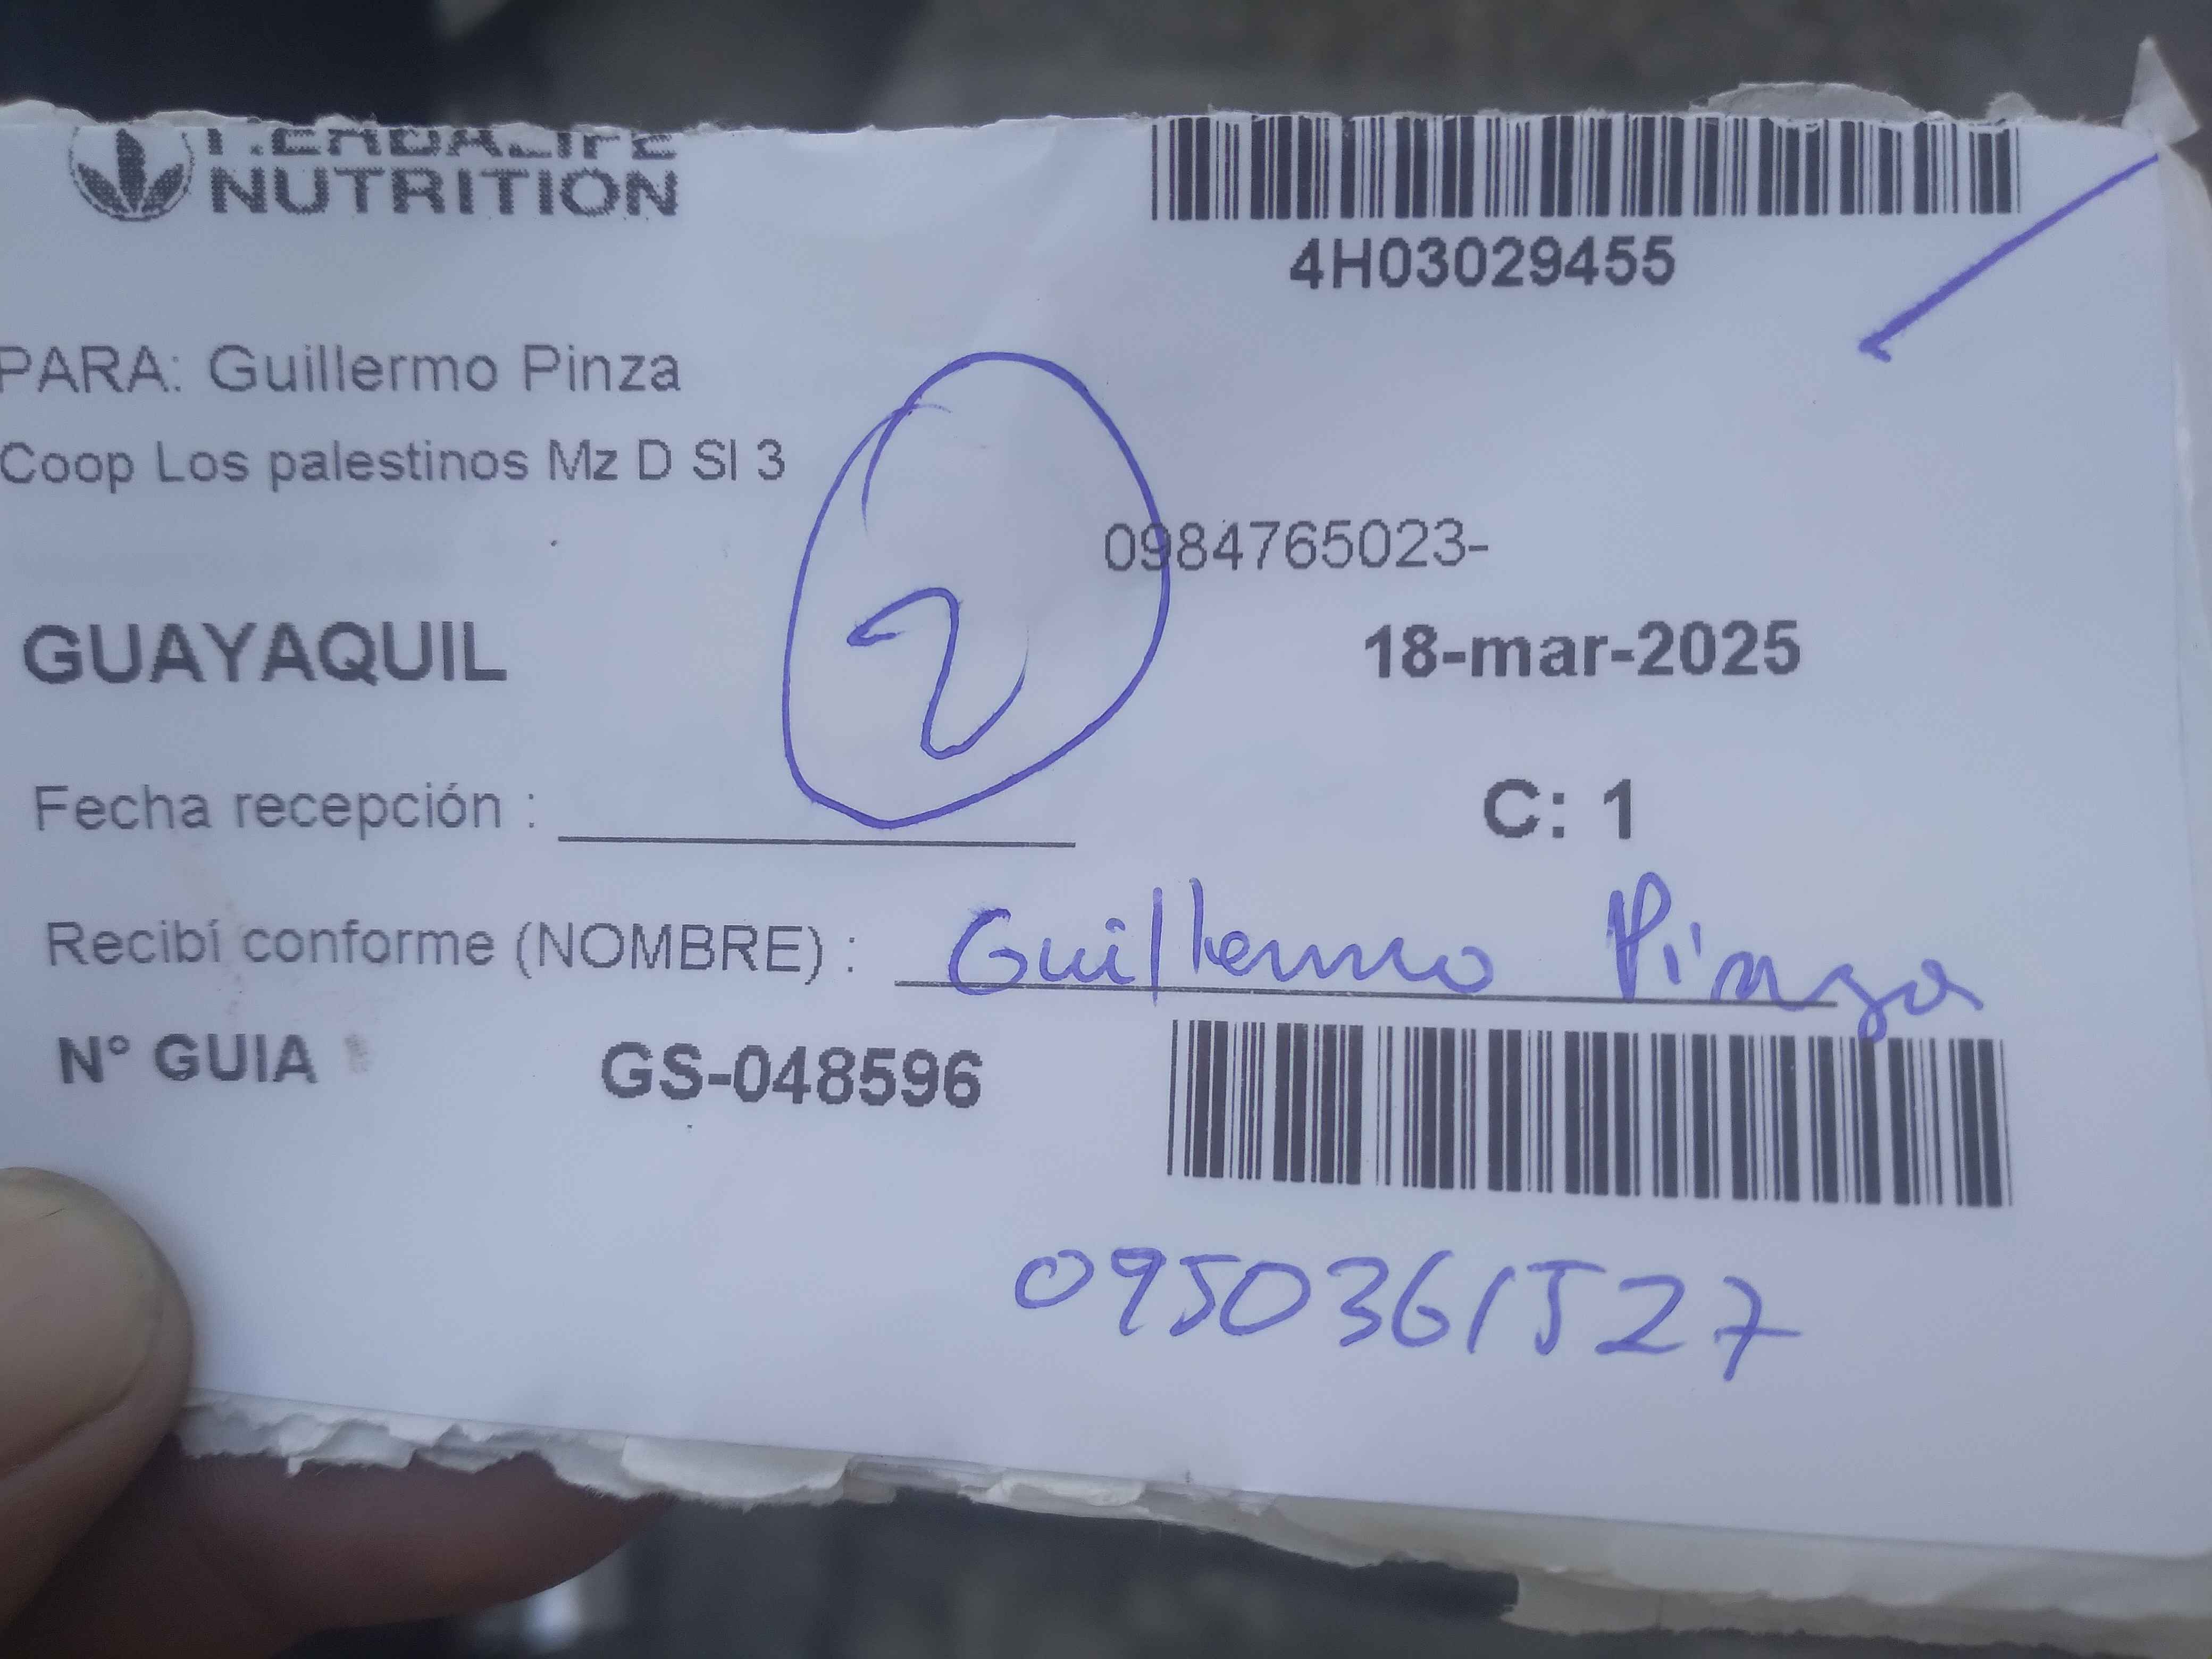 HERBALIFE
NUTRITION
4H03029455
PARA: Guillermo Pinza
Coop Los palestinos Mz D Sl 3
0984765023-
GUAYAQUIL
18-mar-2025
2
Fecha recepción :
C: 1
Recibí conforme (NOMBRE) : Guillermo Pinza
N° GUIA GS-048596
0950361527